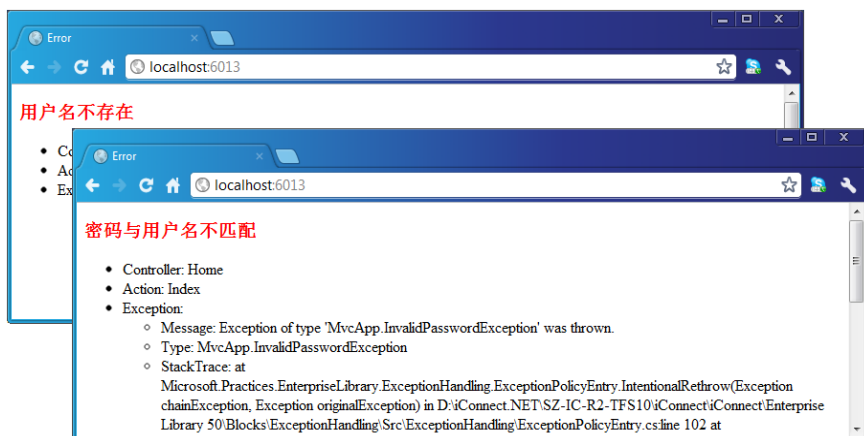 Error
localhost:6013
用户名不存在
Error
localhost:6013
密码与用户名不匹配
Controller: Home
Action: Index
Exception:
Message: Exception of type 'MvcApp.InvalidPasswordException' was thrown.
Type: MvcApp.InvalidPasswordException
StackTrace: at
Microsoft.Practices.EnterpriseLibrary.ExceptionHandling.ExceptionPolicyEntry.IntentionalRethrow(Exception
chainException, Exception originalException) in D:\iConnect.NET\SZ-IC-R2-TFS10\iConnect\iConnect\Enterprise
Library 50\Blocks\ExceptionHandling\Src\ExceptionHandling\ExceptionPolicyEntry.cs:line 102 at